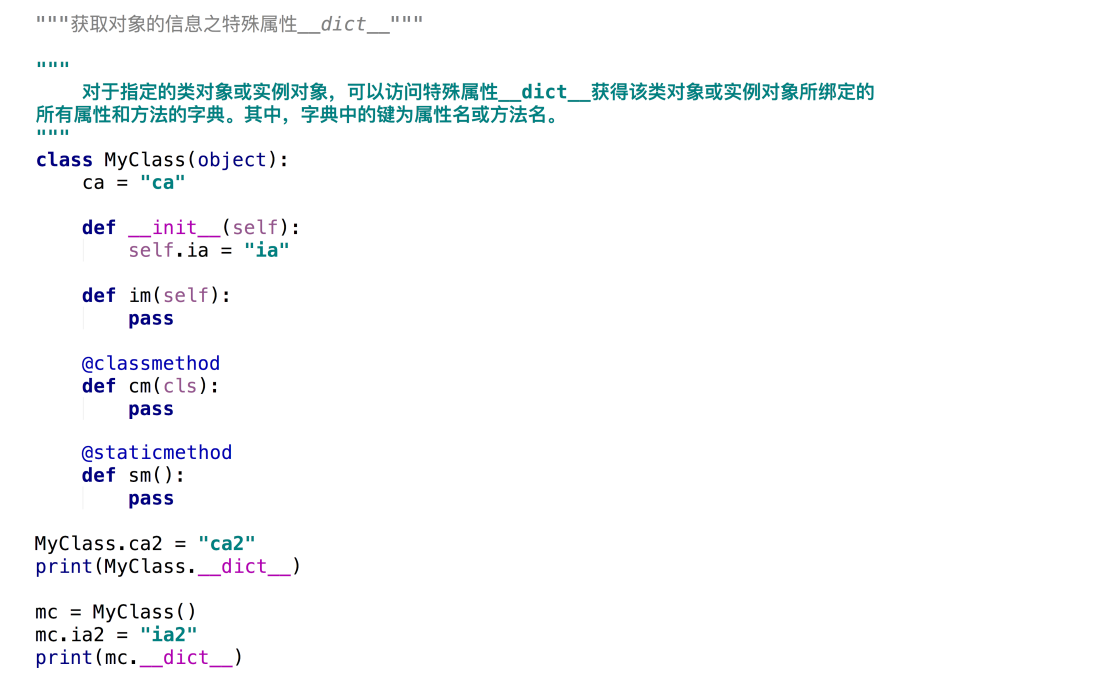 """获取对象的信息之特殊属性__dict__"""
"""
    对于指定的类对象或实例对象，可以访问特殊属性__dict__获得该类对象或实例对象所绑定的
所有属性和方法的字典。其中，字典中的键为属性名或方法名。
"""
class MyClass(object):
    ca = "ca"
    def __init__(self):
        self.ia = "ia"
    def im(self):
        pass
    @classmethod
    def cm(cls):
        pass
    @staticmethod
    def sm():
        pass
MyClass.ca2 = "ca2"
print(MyClass.__dict__)
mc = MyClass()
mc.ia2 = "ia2"
print(mc.__dict__)